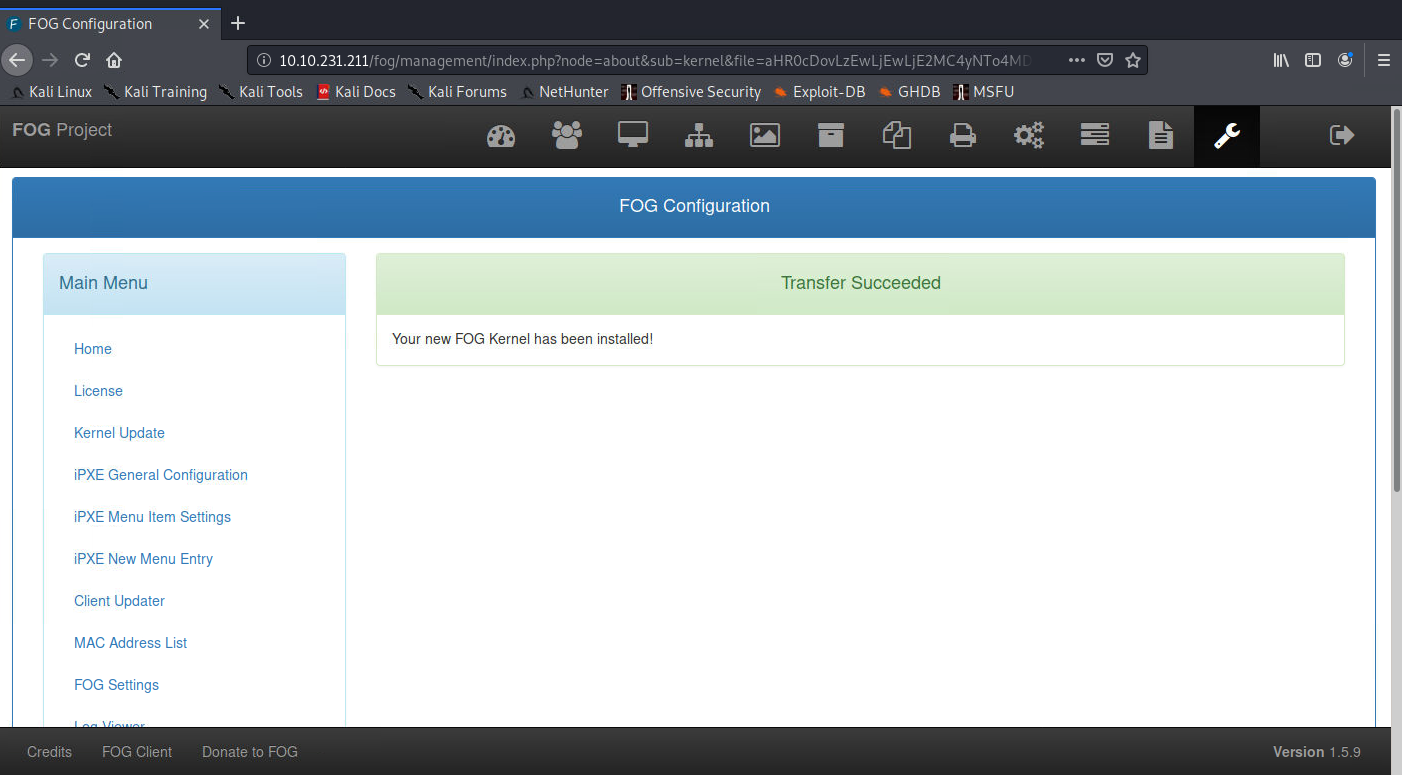 FOG Configuration
10.10.231.211/fog/management/index.php?node=about&sub=kernel&file=aHR0cDovLzEwLjEwLjE2MC4yNTo4MD
Kali Linux Kali Training Kali Tools Kali Docs Kali Forums NetHunter Offensive Security Exploit-DB GHDB MSFU
FOG Project
FOG Configuration
Main Menu
Home
License
Kernel Update
iPXE General Configuration
iPXE Menu Item Settings
iPXE New Menu Entry
Client Updater
MAC Address List
FOG Settings
Log Viewer
Transfer Succeeded
Your new FOG Kernel has been installed!
Credits FOG Client Donate to FOG Version 1.5.9